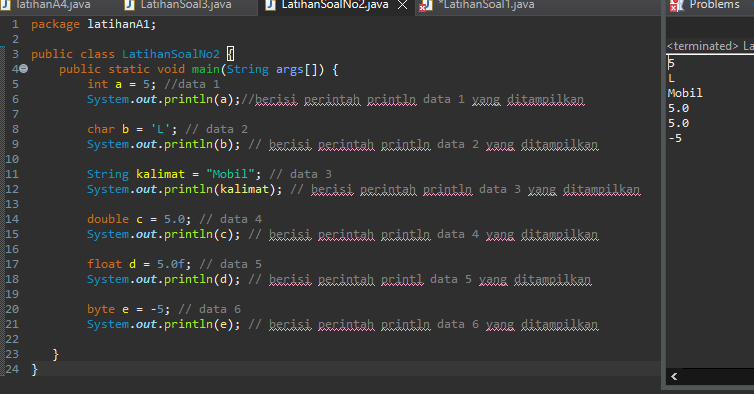 latihanA4.java LatihanSoal3.java LatihanSoalNo2.java *LatihanSoal1.java
1 package latihanA1;
2
3 public class LatihanSoalNo2 {
4 public static void main(String args[]) {
5 int a = 5; //data 1
6 System.out.println(a);//berisi perintah println data 1 yang ditampilkan
7
8 char b = 'L'; // data 2
9 System.out.println(b); // berisi perintah println data 2 yang ditampilkan
10
11 String kalimat = "Mobil"; // data 3
12 System.out.println(kalimat); // berisi perintah println data 3 yang ditampilkan
13
14 double c = 5.0; // data 4
15 System.out.println(c); // berisi perintah println data 4 yang ditampilkan
16
17 float d = 5.0f; // data 5
18 System.out.println(d); // berisi perintah printl data 5 yang ditampilkan
19
20 byte e = -5; // data 6
21 System.out.println(e); // berisi perintah println data 6 yang ditampilkan
22
23 }
24 }
Problems
<terminated> La
5
L
Mobil
5.0
5.0
-5